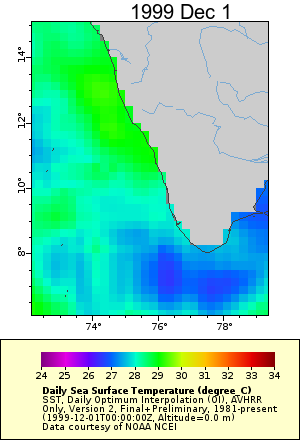 1999 Dec 1
14°
12°
10°
8°
74°
76°
78°
24 25 26 27 28 29 30 31 32 33 34
Daily Sea Surface Temperature (degree_C)
SST, Daily Optimum Interpolation (OI), AVHRR
Only, Version 2, Final+Preliminary, 1981-present
(1999-12-01T00:00:00Z, Altitude=0.0 m)
Data courtesy of NOAA NCEI